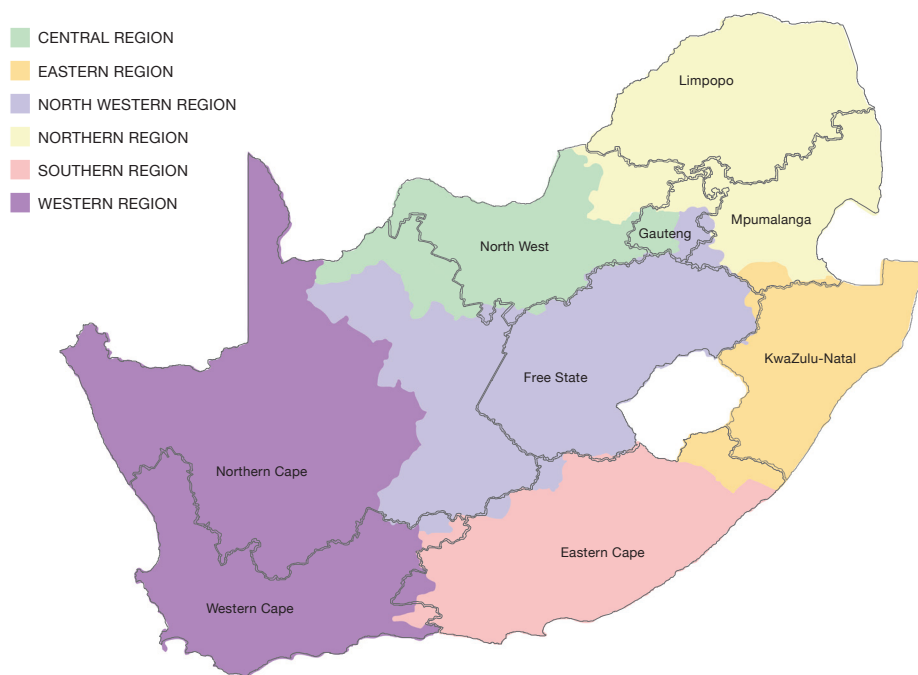 CENTRAL REGION
EASTERN REGION
NORTH WESTERN REGION
NORTHERN REGION
SOUTHERN REGION
WESTERN REGION
Limpopo
Mpumalanga
Gauteng
North West
KwaZulu-Natal
Free State
Northern Cape
Eastern Cape
Western Cape